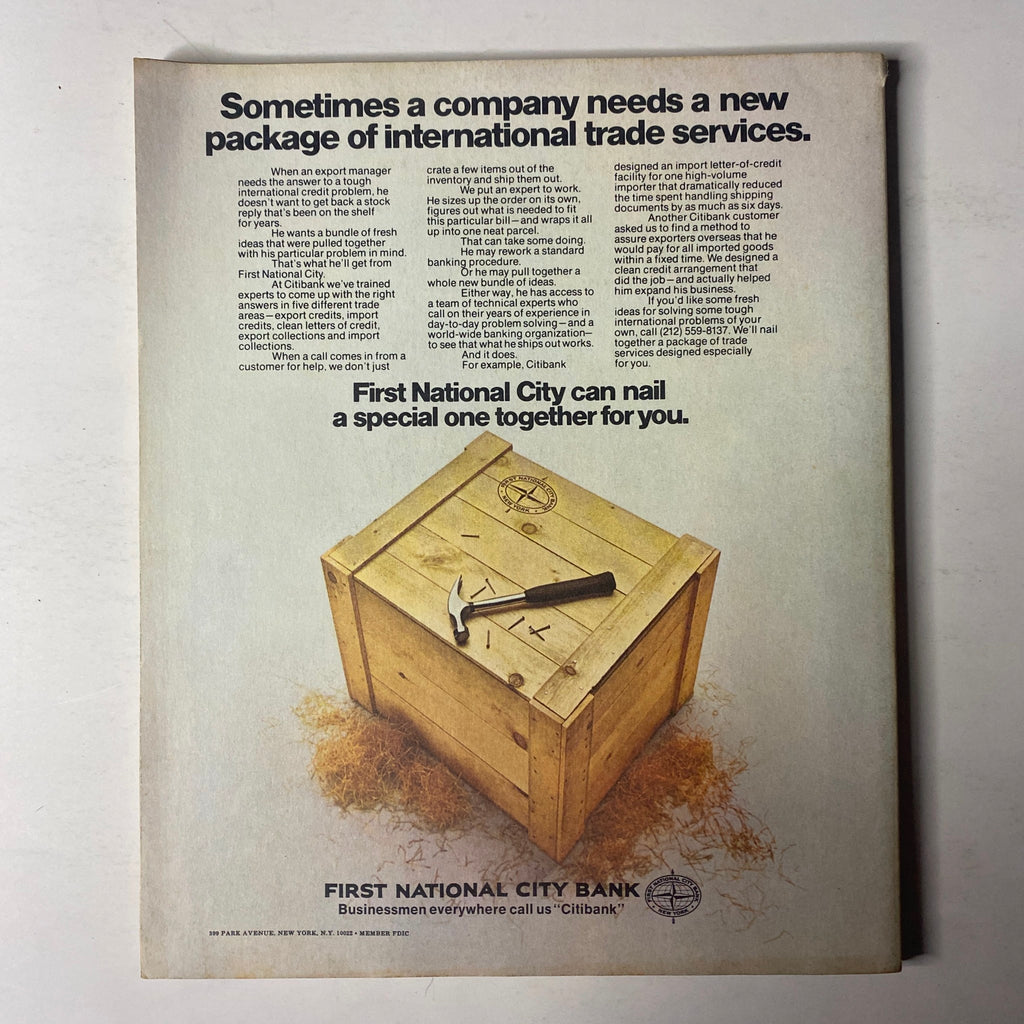 Sometimes a company needs a new
package of international trade services.
When an export manager
needs the answer to a tough
international credit problem, he
doesn't want to get back a stock
reply that's been on the shelf
for years.
He wants a bundle of fresh
ideas that were pulled together
with his particular problem in mind.
That's what he'll get from
First National City.
At Citibank we've trained
experts to come up with the right
answers in five different trade
areas—export credits, import
credits, clean letters of credit,
export collections and import
collections.
When a call comes in from a
customer for help, we don't just
crate a few items out of the
inventory and ship them out.
We put an expert to work.
He sizes up the order on its own,
figures out what is needed to fit
this particular bill—and wraps it all
up into one neat parcel.
That can take some doing.
He may rework a standard
banking procedure.
Or he may pull together a
whole new bundle of ideas.
Either way, he has access to
a team of technical experts who
call on their years of experience in
day-to-day problem solving—and a
world-wide banking organization—
to see that what he ships out works.
And it does.
For example, Citibank
designed an import letter-of-credit
facility for one high-volume
importer that dramatically reduced
the time spent handling shipping
documents by as much as six days.
Another Citibank customer
asked us to find a method to
assure exporters overseas that he
would pay for all imported goods
within a fixed time. We designed a
clean credit arrangement that
did the job—and actually helped
him expand his business.
If you'd like some fresh
ideas for solving some tough
international problems of your
own, call (212) 559-8137. We'll nail
together a package of trade
services designed especially
for you.
First National City can nail
a special one together for you.
FIRST NATIONAL CITY BANK
NEW YORK
FIRST NATIONAL CITY BANK
Businessmen everywhere call us "Citibank"
FIRST NATIONAL CITY BANK
NEW YORK
399 PARK AVENUE, NEW YORK, N.Y. 10022 • MEMBER FDIC